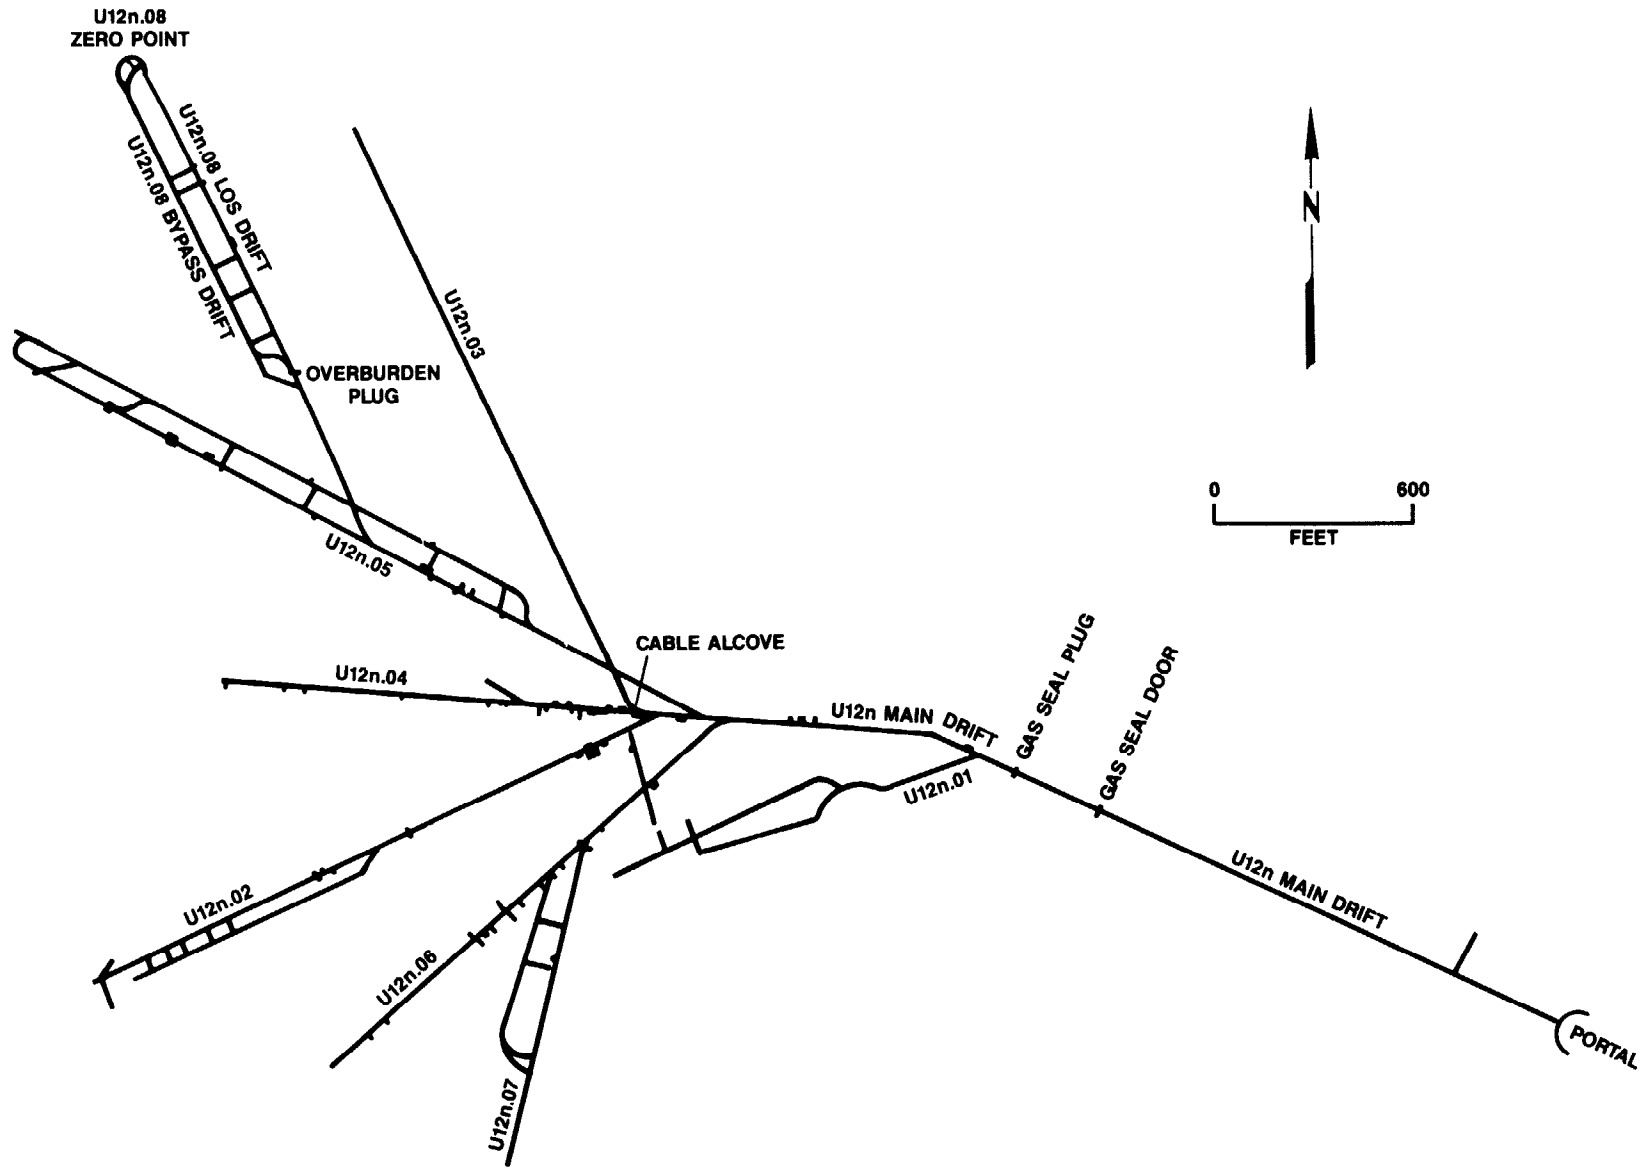 U12n.08
ZERO POINT
U12n.08 LOS DRIFT
U12n.08 BYPASS DRIFT
U12n.03
N
OVERBURDEN
PLUG
0 600
FEET
U12n.05
CABLE ALCOVE
U12n.04
U12n MAIN DRIFT
GAS SEAL PLUG
GAS SEAL DOOR
U12n.01
U12n MAIN DRIFT
U12n.02
U12n.06
U12n.07
PORTAL